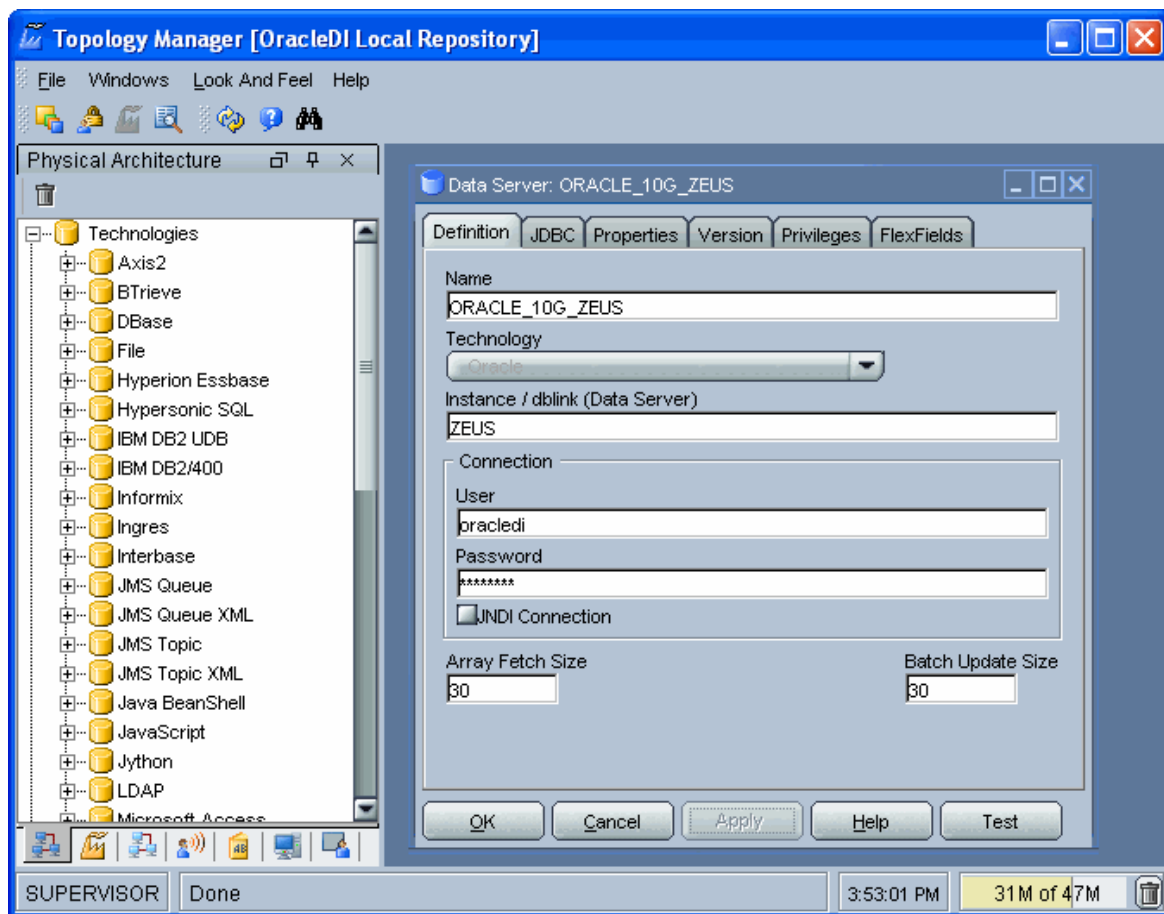 Topology Manager [OracleDI Local Repository]
File Windows Look And Feel Help
Physical Architecture
Technologies
Axis2
BTrieve
DBase
File
Hyperion Essbase
Hypersonic SQL
IBM DB2 UDB
IBM DB2/400
Informix
Ingres
Interbase
JMS Queue
JMS Queue XML
JMS Topic
JMS Topic XML
Java BeanShell
JavaScript
Jython
LDAP
Microsoft Access
Data Server: ORACLE_10G_ZEUS
Definition JDBC Properties Version Privileges FlexFields
Name
ORACLE_10G_ZEUS
Technology
Oracle
Instance / dblink (Data Server)
ZEUS
Connection
User
oracledi
Password
********
JNDI Connection
Array Fetch Size Batch Update Size
30 30
OK Cancel Apply Help Test
SUPERVISOR Done 3:53:01 PM 31M of 47M